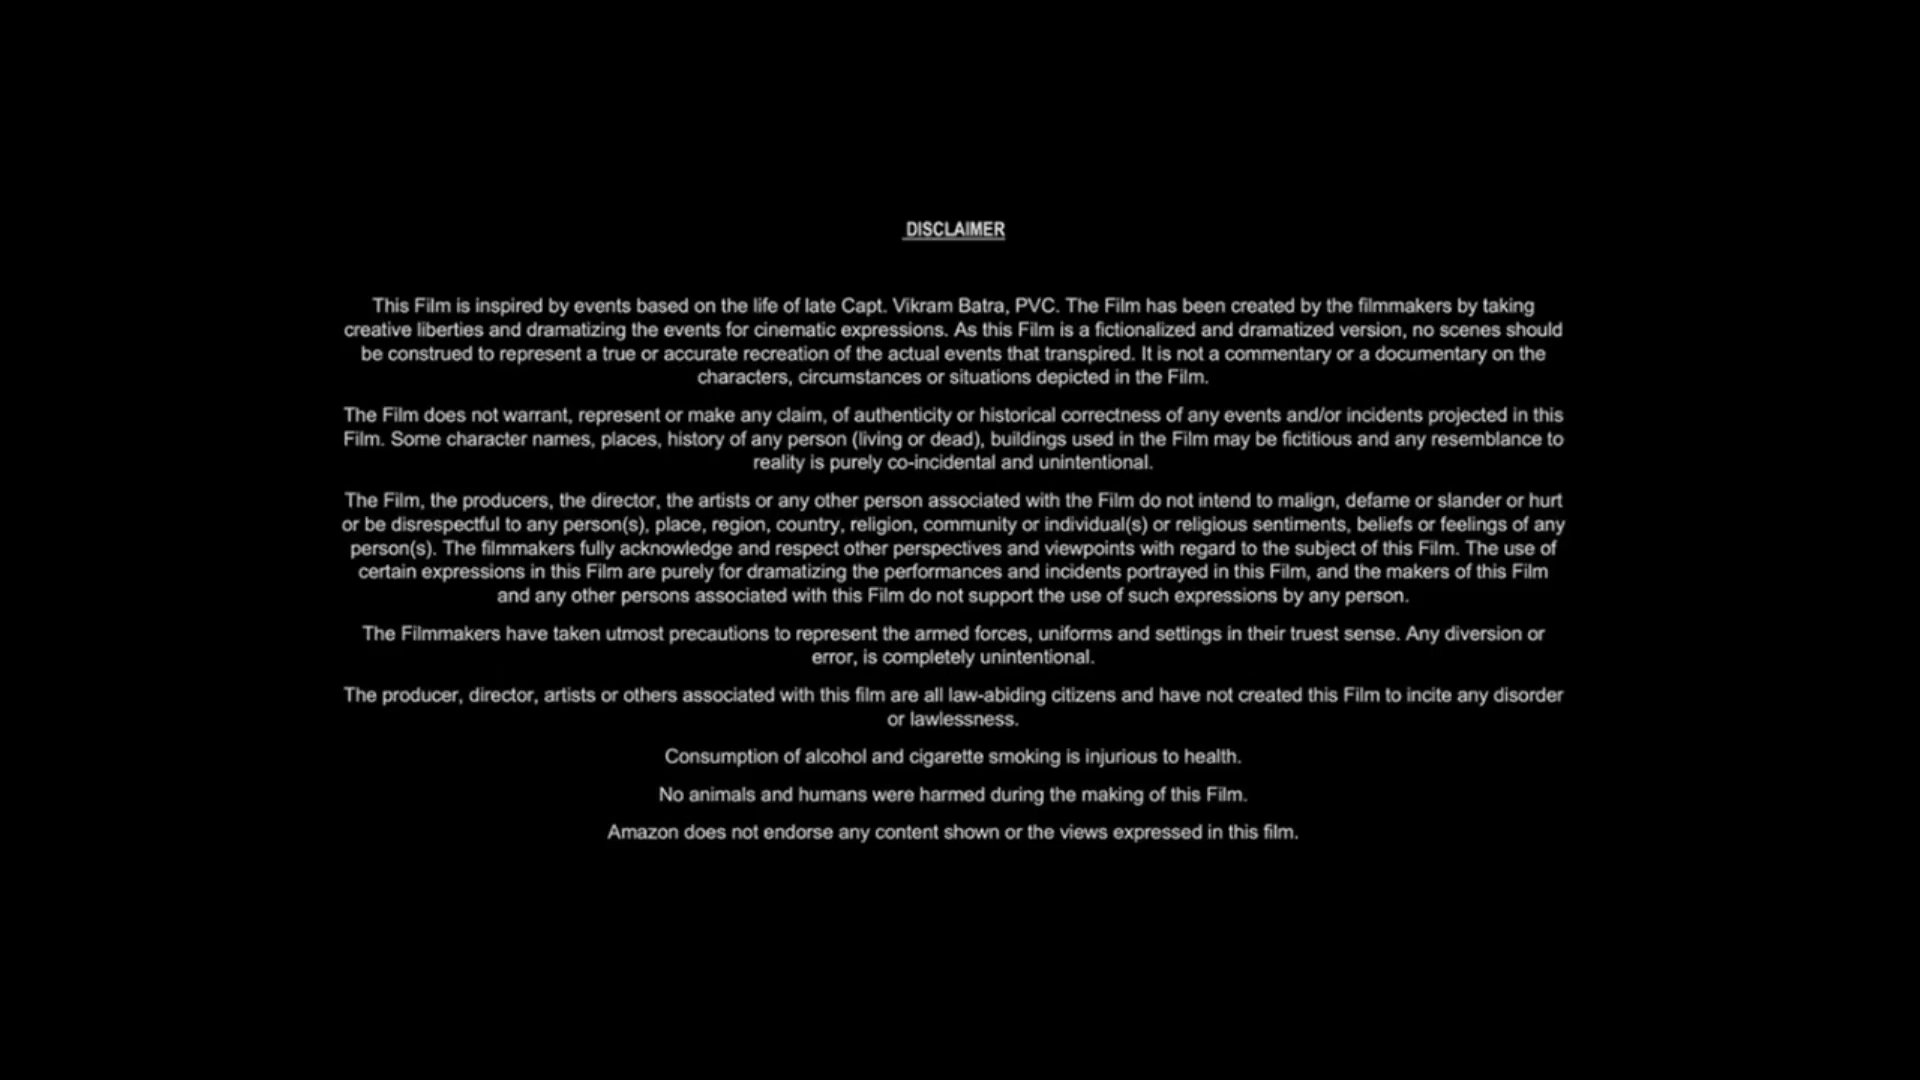 DISCLAIMER
This Film is inspired by events based on the life of late Capt. Vikram Batra, PVC. The Film has been created by the filmmakers by taking
creative liberties and dramatizing the events for cinematic expressions. As this Film is a fictionalized and dramatized version, no scenes should
be construed to represent a true or accurate recreation of the actual events that transpired. It is not a commentary or a documentary on the
characters, circumstances or situations depicted in the Film.
The Film does not warrant, represent or make any claim, of authenticity or historical correctness of any events and/or incidents projected in this
Film. Some character names, places, history of any person (living or dead), buildings used in the Film may be fictitious and any resemblance to
reality is purely co-incidental and unintentional.
The Film, the producers, the director, the artists or any other person associated with the Film do not intend to malign, defame or slander or hurt
or be disrespectful to any person(s), place, region, country, religion, community or individual(s) or religious sentiments, beliefs or feelings of any
person(s). The filmmakers fully acknowledge and respect other perspectives and viewpoints with regard to the subject of this Film. The use of
certain expressions in this Film are purely for dramatizing the performances and incidents portrayed in this Film, and the makers of this Film
and any other persons associated with this Film do not support the use of such expressions by any person.
The Filmmakers have taken utmost precautions to represent the armed forces, uniforms and settings in their truest sense. Any diversion or
error, is completely unintentional.
The producer, director, artists or others associated with this film are all law-abiding citizens and have not created this Film to incite any disorder
or lawlessness.
Consumption of alcohol and cigarette smoking is injurious to health.
No animals and humans were harmed during the making of this Film.
Amazon does not endorse any content shown or the views expressed in this film.